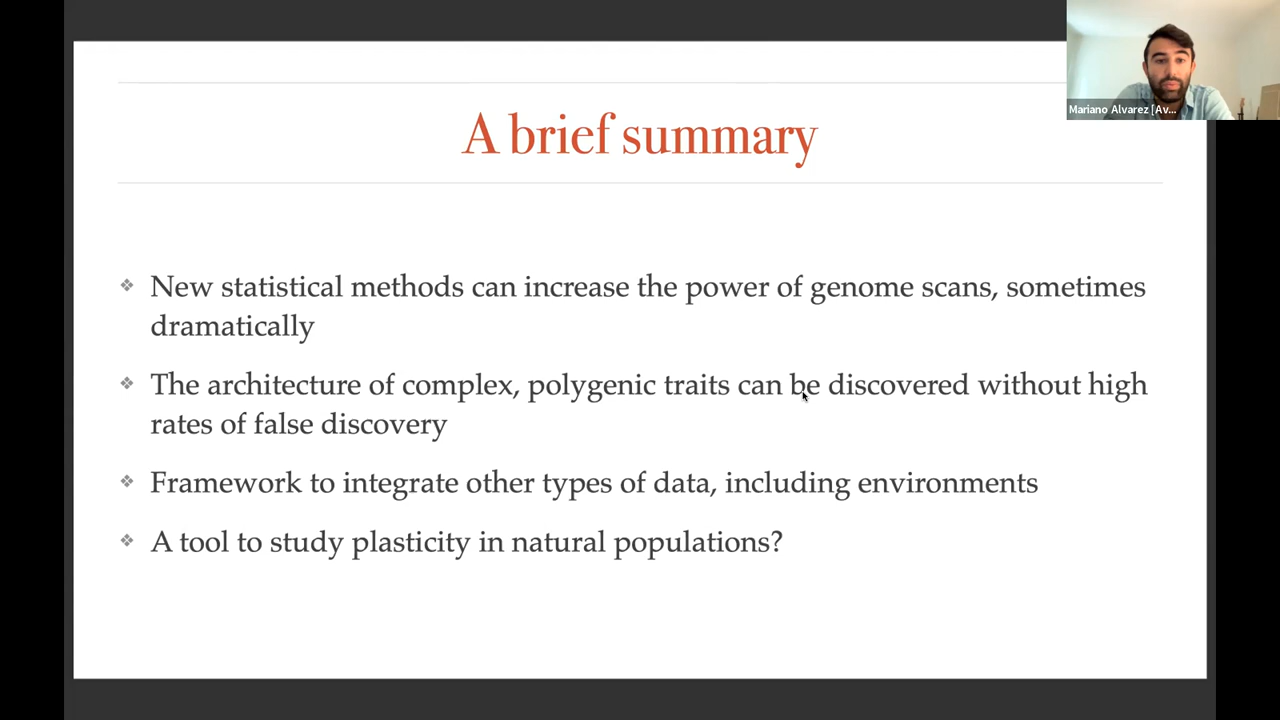 A brief summary
Mariano Alvarez [Av...
❖ New statistical methods can increase the power of genome scans, sometimes
dramatically
❖ The architecture of complex, polygenic traits can be discovered without high
rates of false discovery
❖ Framework to integrate other types of data, including environments
❖ A tool to study plasticity in natural populations?